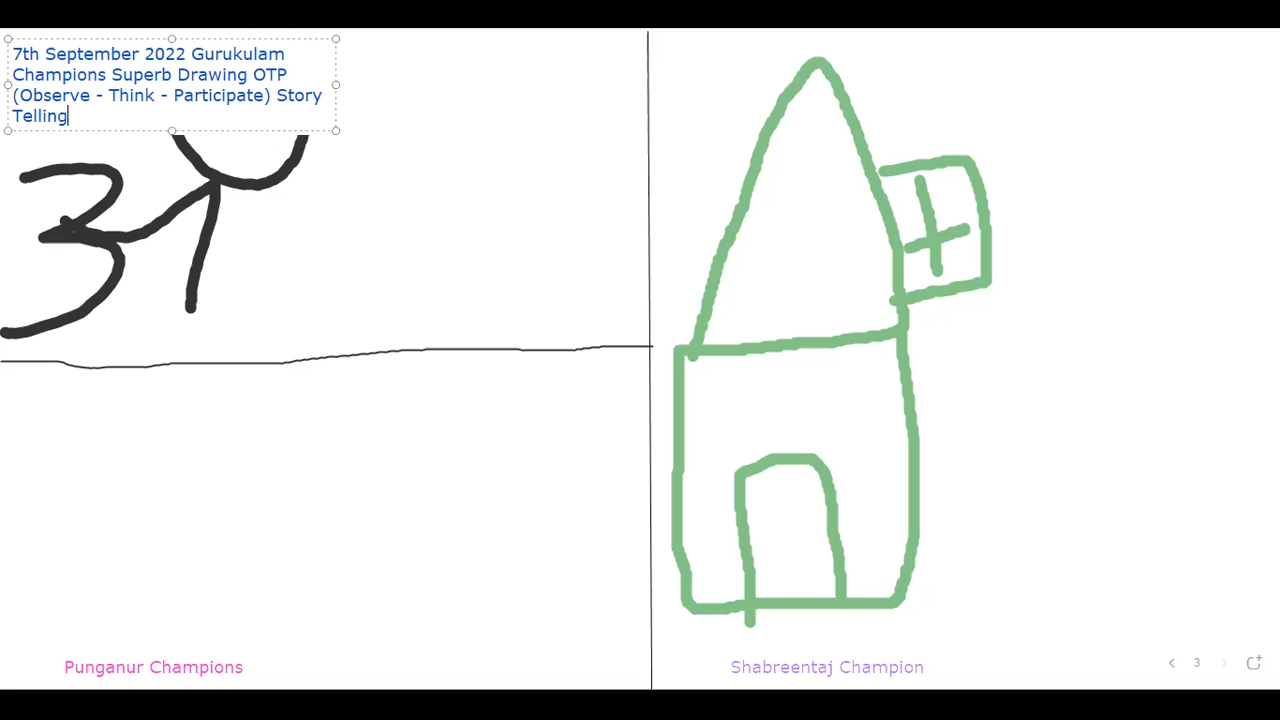 7th September 2022 Gurukulam
Champions Superb Drawing OTP
(Observe - Think - Participate) Story
Telling
Punganur Champions
Shabreentaj Champion
3